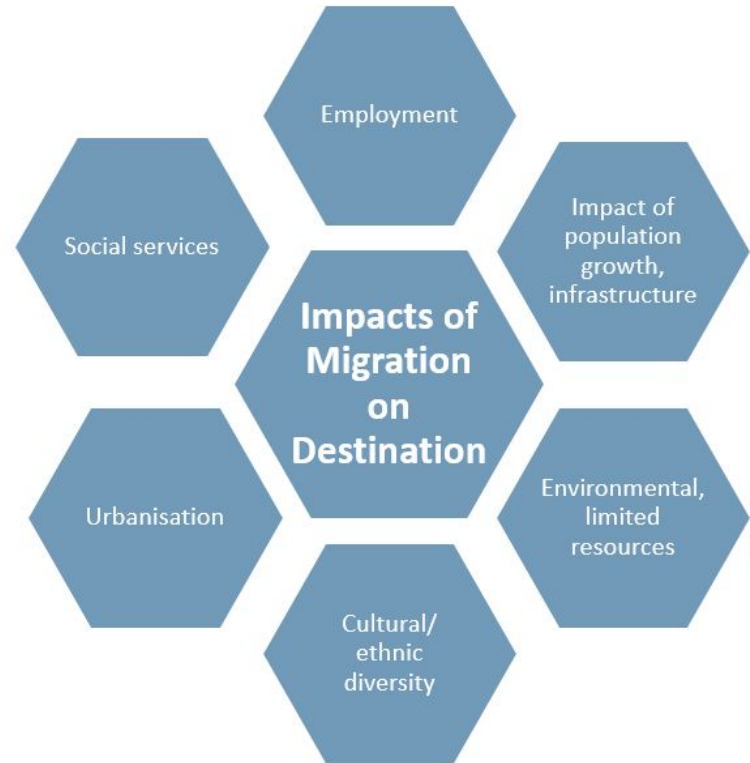 Employment
Impact of
population
growth,
infrastructure
Social services
Impacts of
Migration
on
Destination
Environmental,
limited
resources
Urbanisation
Cultural/
ethnic
diversity